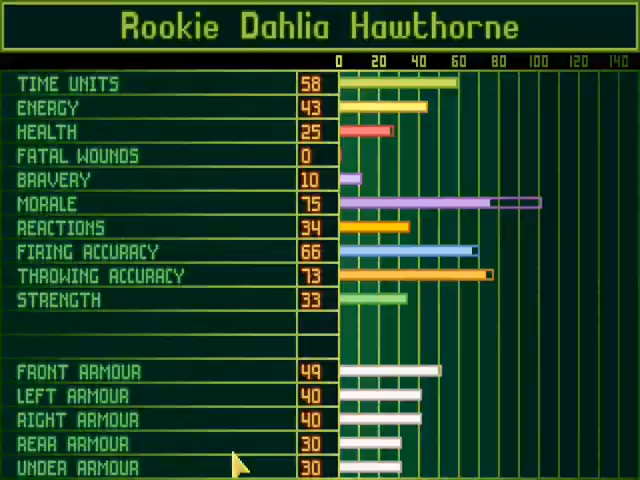 Rookie Dahlia Hawthorne
0 20 40 60 80 100 120 140
TIME UNITS 58
ENERGY 43
HEALTH 25
FATAL WOUNDS 0
BRAVERY 10
MORALE 75
REACTIONS 34
FIRING ACCURACY 66
THROWING ACCURACY 73
STRENGTH 33
FRONT ARMOUR 49
LEFT ARMOUR 40
RIGHT ARMOUR 40
REAR ARMOUR 30
UNDER ARMOUR 30